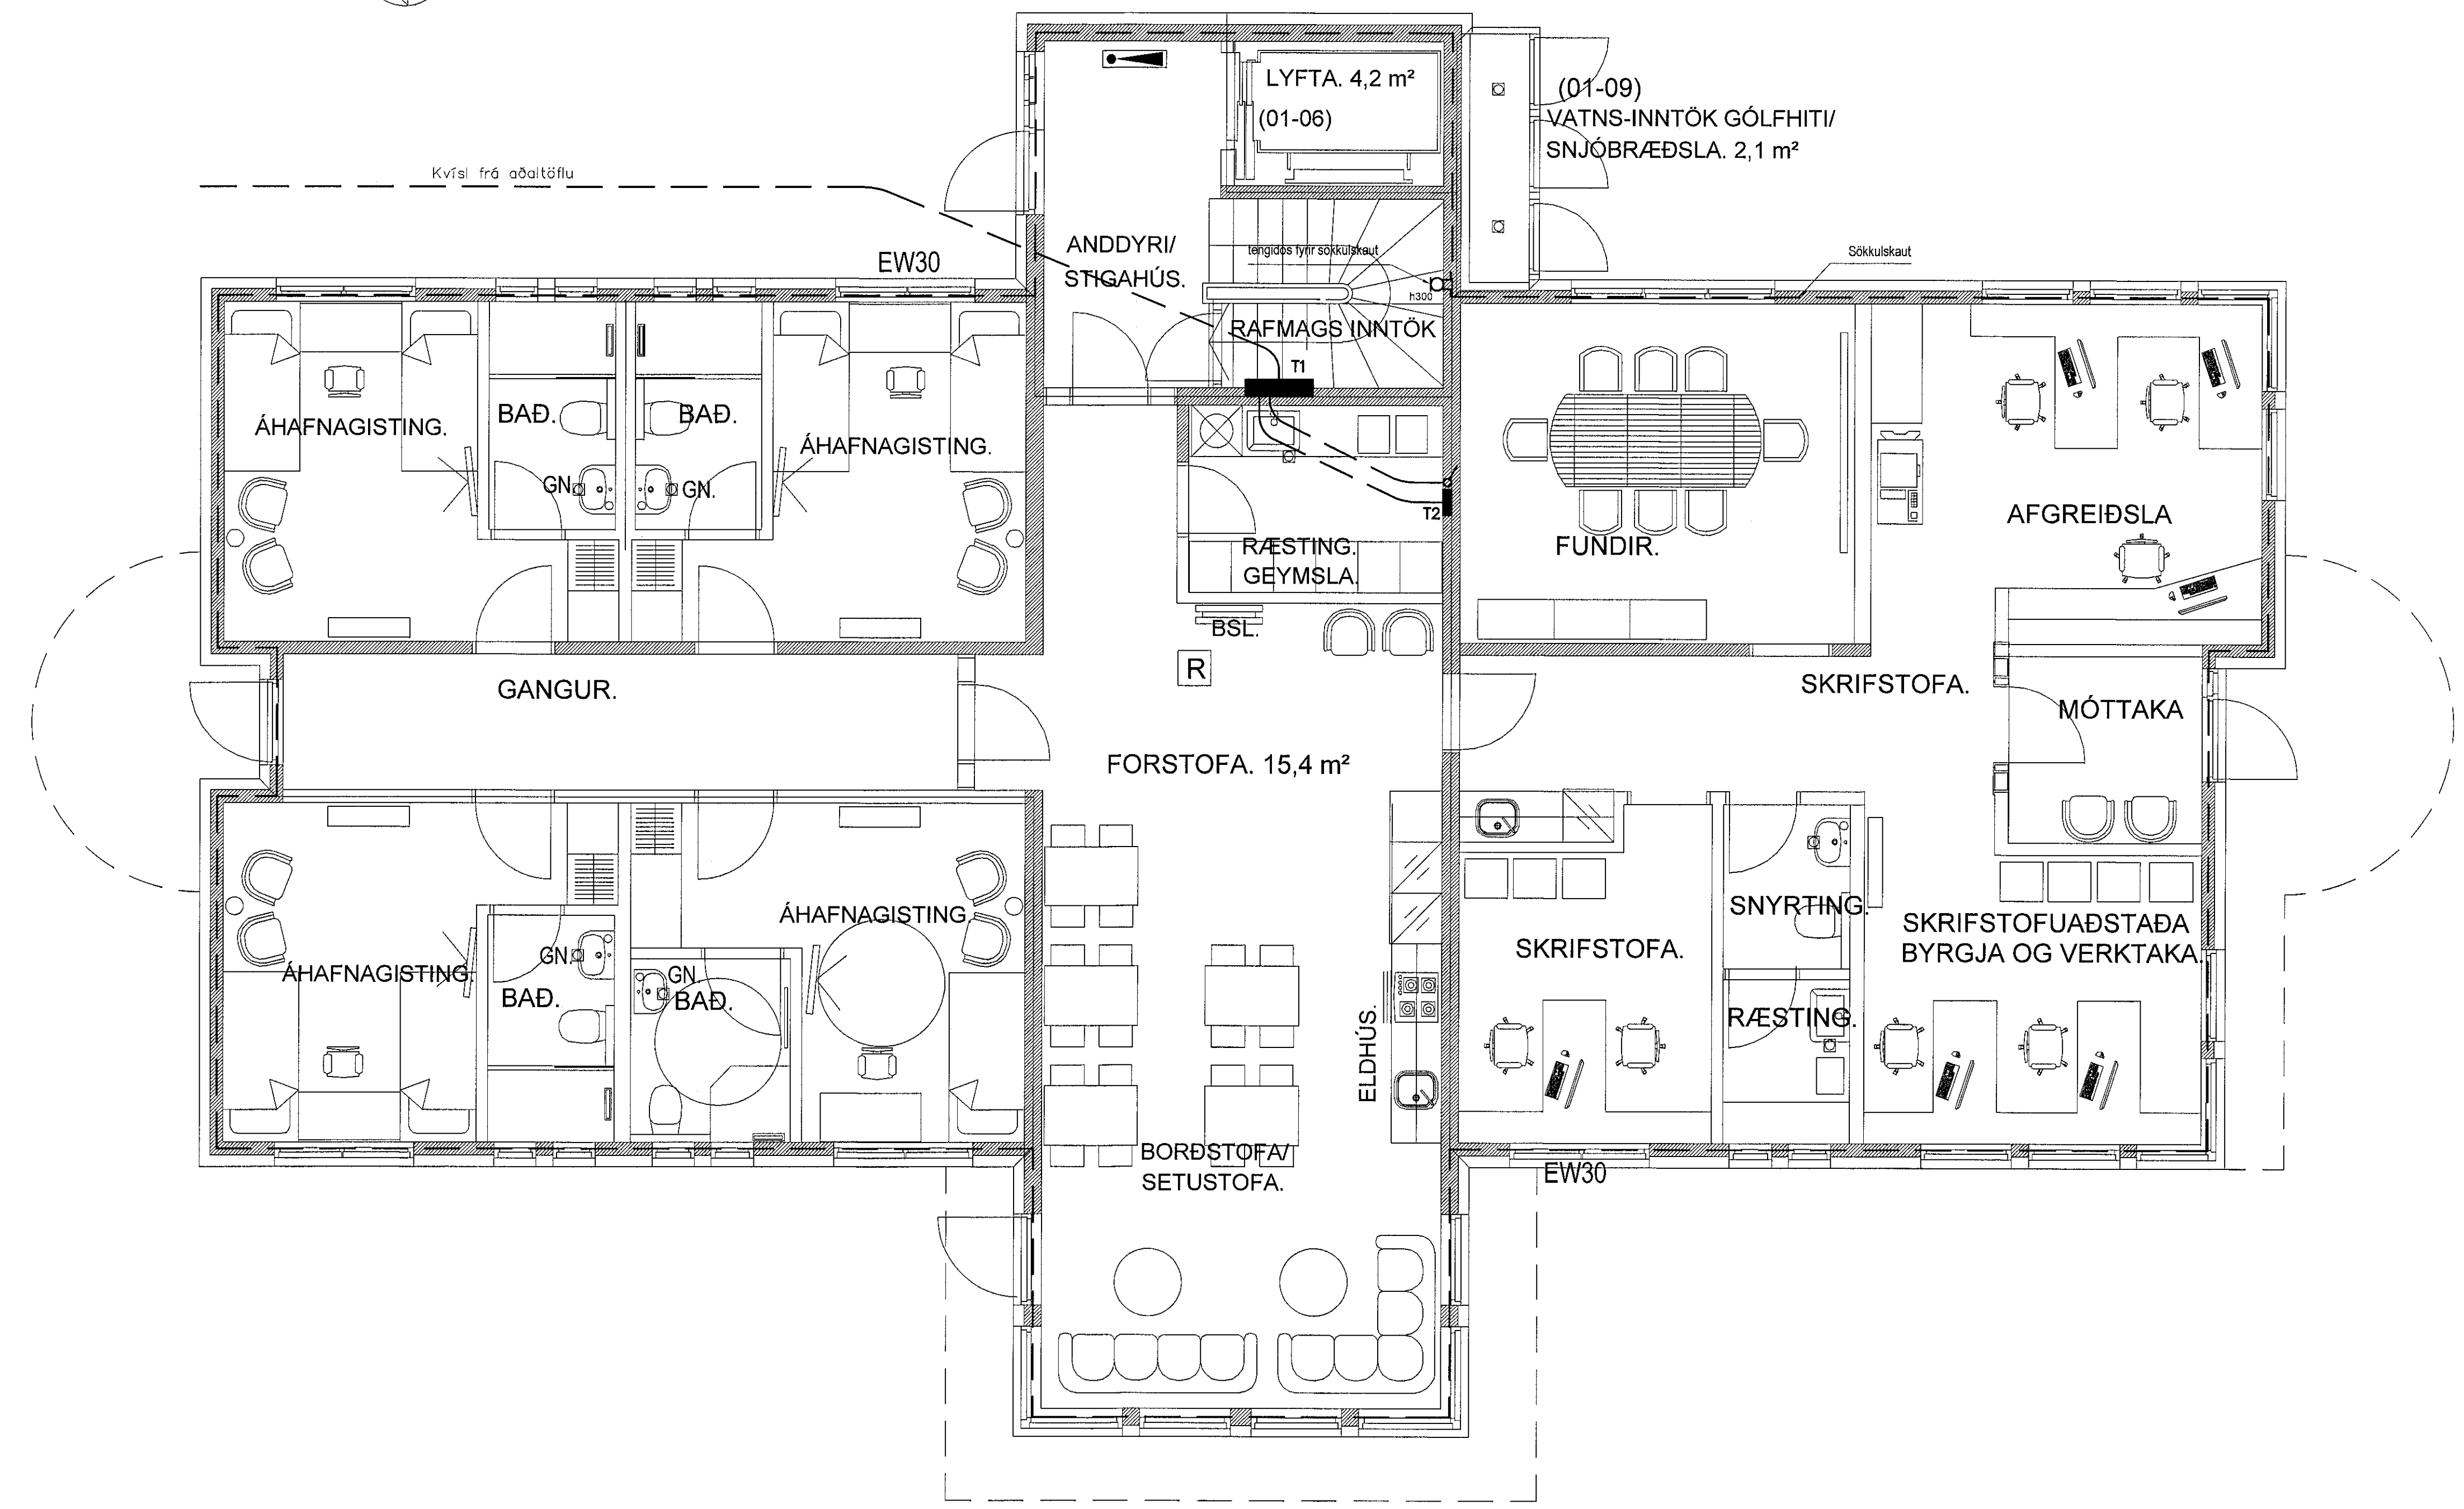 LYFTA. 4,2 m²
(01-06)
(01-09)
VATNS-INNTÖK GÓLFHITI/
SNJÓBRÆÐSLA. 2,1 m²
Kvísl frá aðaltöflu
EW30
ANDDYRI/
STIGAHÚS.
tengidós fyrir sökkulskaut
h300
Sökkulskaut
RAFMAGS INNTÖK
T1
ÁHAFNAGISTING.
BAÐ.
BAÐ.
ÁHAFNAGISTING.
GN.
GN.
T2
RÆSTING.
GEYMSLA.
FUNDIR.
AFGREIÐSLA
BSL.
R
GANGUR.
SKRIFSTOFA.
MÓTTAKA
FORSTOFA. 15,4 m²
ÁHAFNAGISTING.
ÁHAFNAGISTING.
GN.
BAÐ.
GN.
BAÐ.
ELDHÚS.
SKRIFSTOFA.
SNYRTING.
RÆSTING.
SKRIFSTOFUAÐSTAÐA
BYRGJA OG VERKTAKA.
BORÐSTOFA/
SETUSTOFA.
EW30